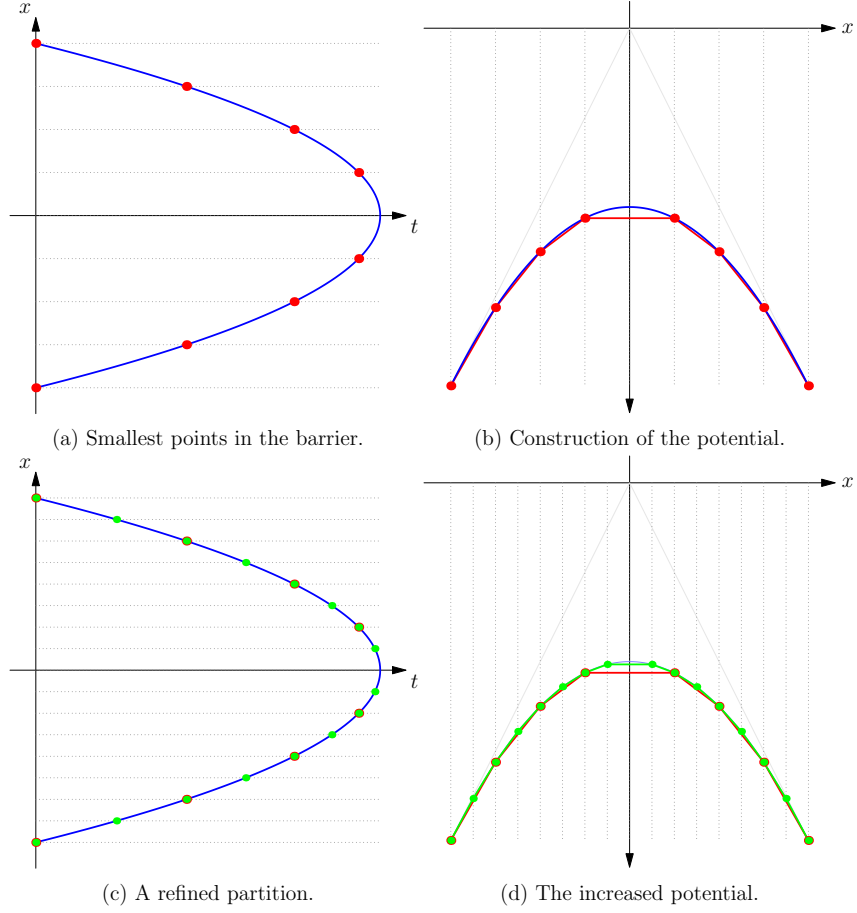 x
t
(a) Smallest points in the barrier.
x
(b) Construction of the potential.
x
t
(c) A refined partition.
x
(d) The increased potential.